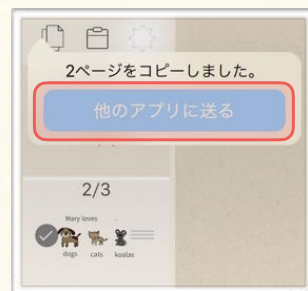 2ページをコピーしました。
他のアプリに送る
2/3
Mary loves .
dogs cats koalas